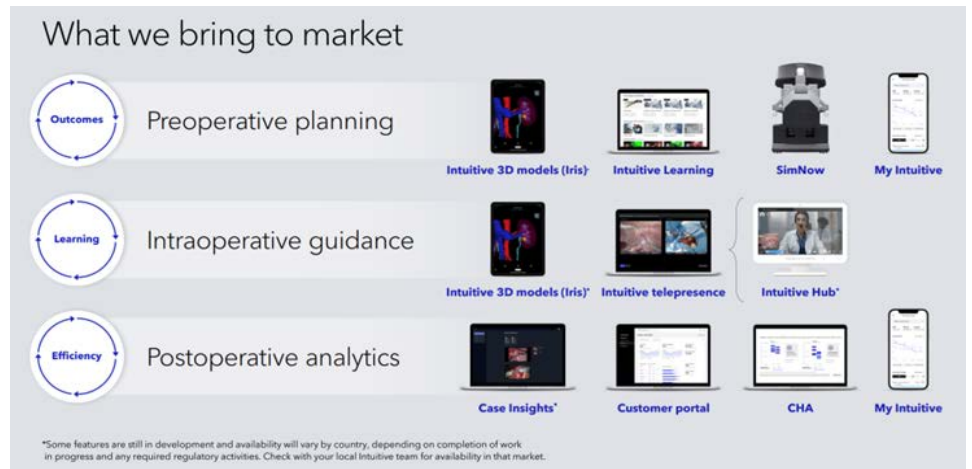 What we bring to market
Outcomes
Preoperative planning
Intuitive 3D models (Iris)*
Intuitive Learning
SimNow
My Intuitive
Learning
Intraoperative guidance
Intuitive 3D models (Iris)*
Intuitive telepresence
Intuitive Hub*
Efficiency
Postoperative analytics
Case Insights*
Customer portal
CHA
My Intuitive
*Some features are still in development and availability will vary by country, depending on completion of work
in progress and any required regulatory activities. Check with your local Intuitive team for availability in that market.